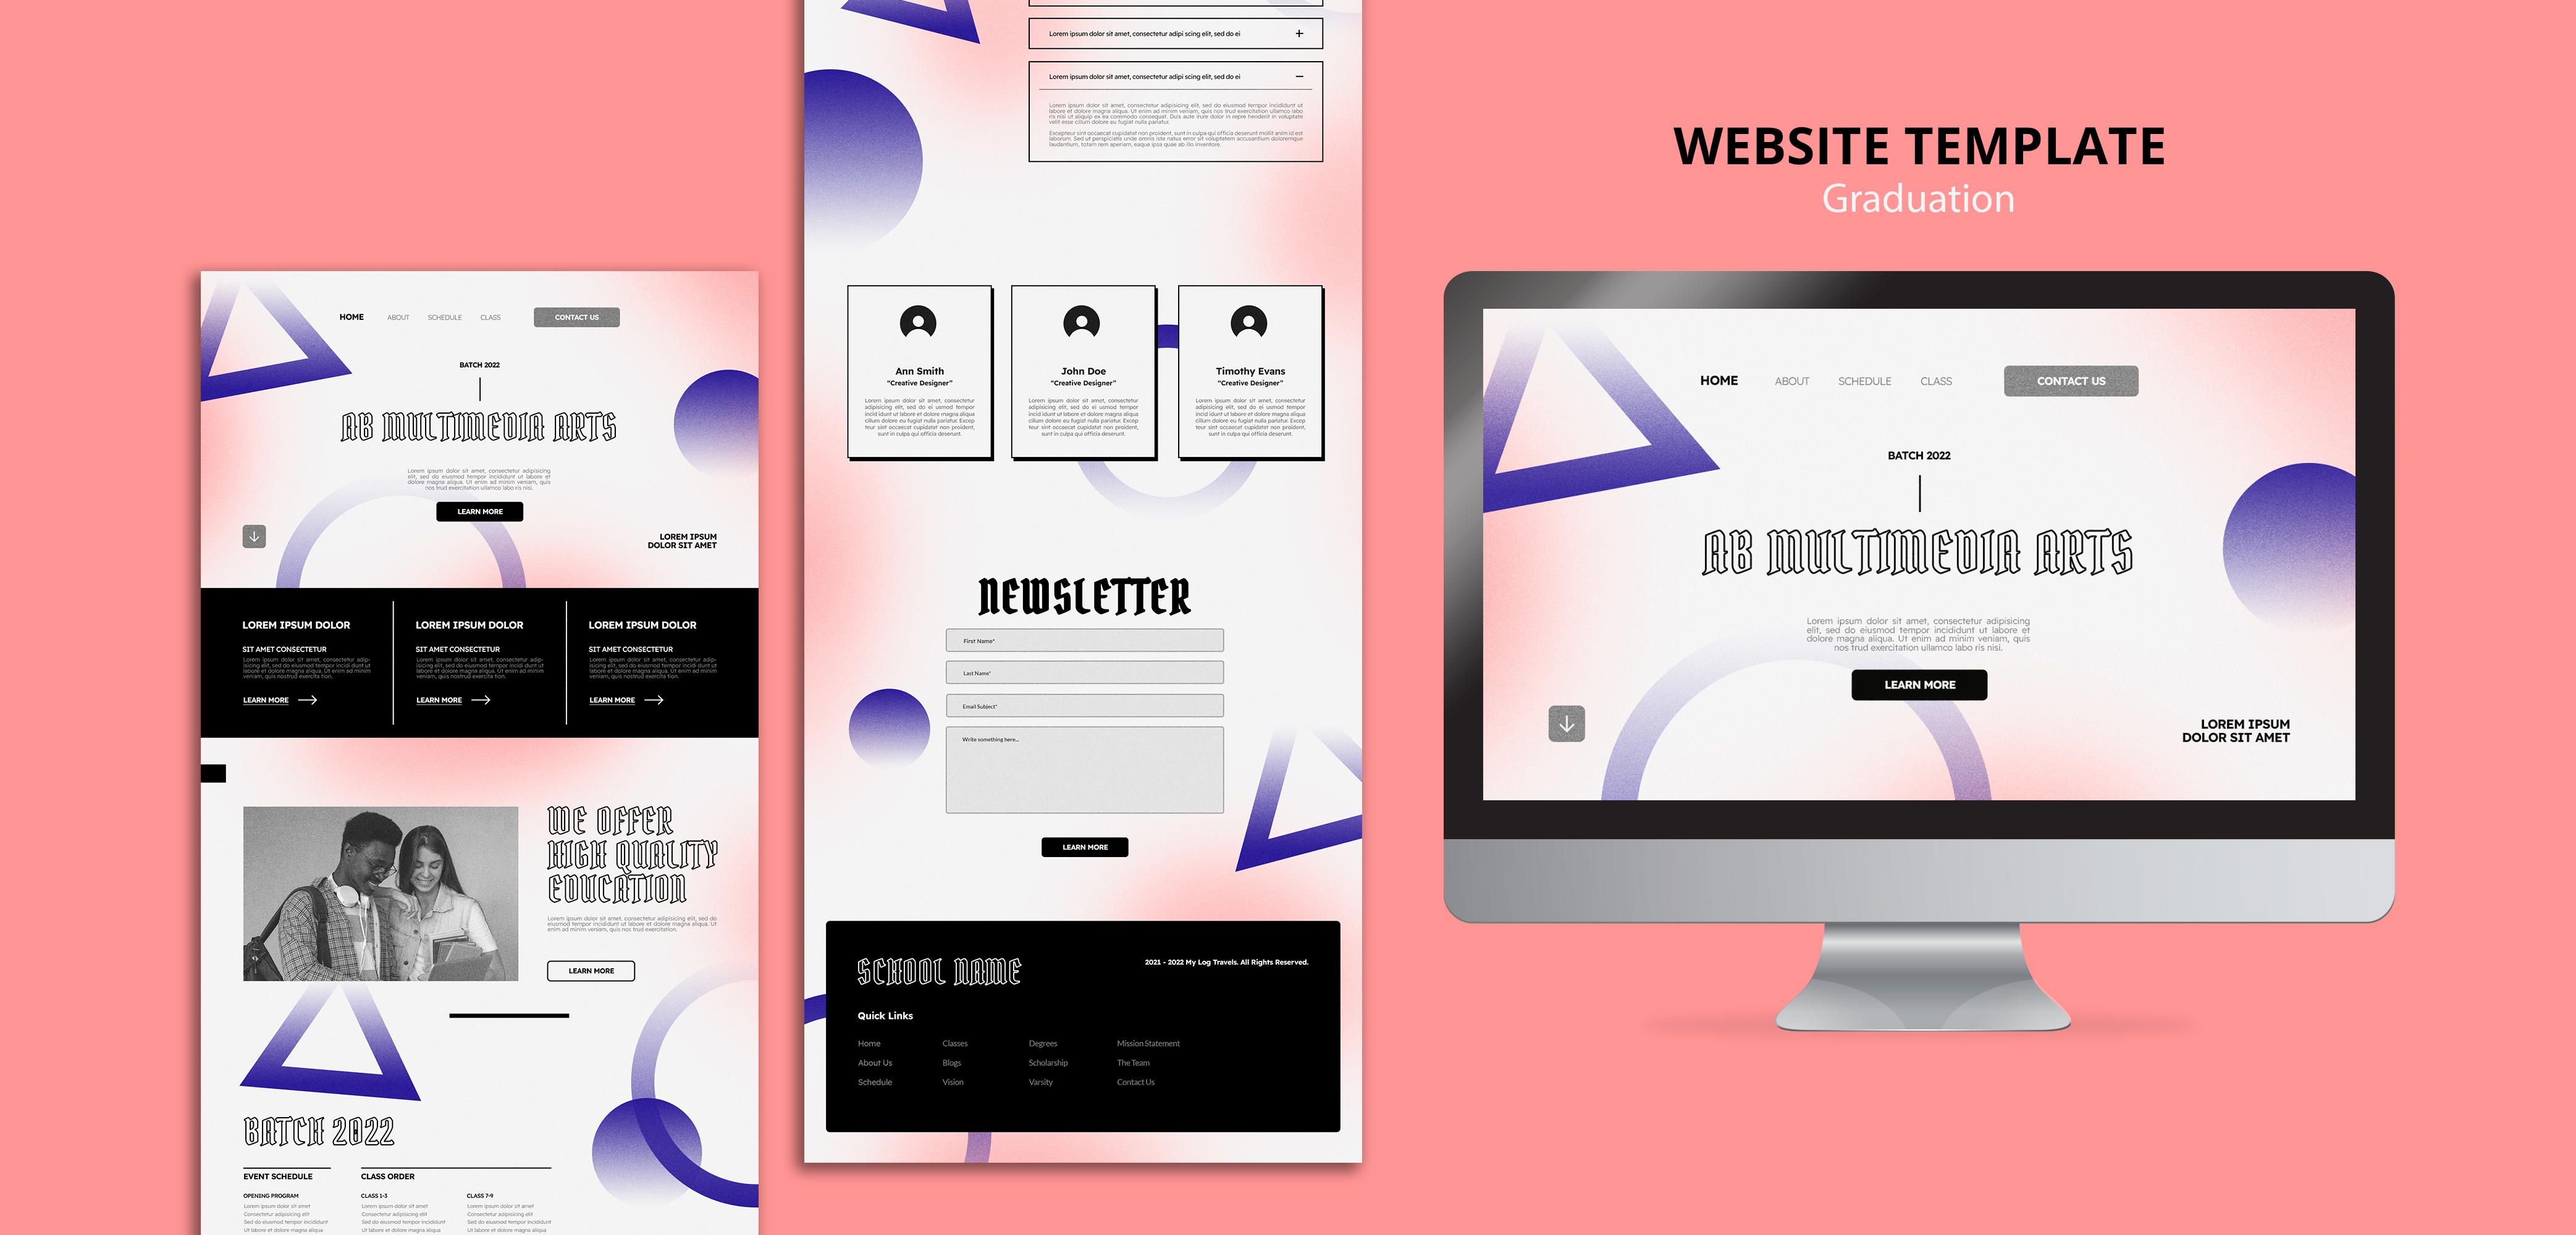 WEBSITE TEMPLATE
Graduation
HOME ABOUT SCHEDULE CLASS CONTACT US
BATCH 2022
AB MULTIMEDIA ARTS
Lorem ipsum dolor sit amet, consectetur adipisicing
elit, sed do eiusmod tempor incididunt ut labore et
dolore magna aliqua. Ut enim ad minim veniam, quis
nos trud exercitation ullamco labo ris nisi.
LEARN MORE
LOREM IPSUM
DOLOR SIT AMET
LOREM IPSUM DOLOR
SIT AMET CONSECTETUR
Lorem ipsum dolor sit amet, consectetur adip-
isicing elit, sed do eiusmod tempor incidi dunt ut
labore et dolore magna aliqua. Ut enim ad minim
veniam, quis nostrud exercita tion.
LEARN MORE
LOREM IPSUM DOLOR
SIT AMET CONSECTETUR
Lorem ipsum dolor sit amet, consectetur adip-
isicing elit, sed do eiusmod tempor incidi dunt ut
labore et dolore magna aliqua. Ut enim ad minim
veniam, quis nostrud exercita tion.
LEARN MORE
LOREM IPSUM DOLOR
SIT AMET CONSECTETUR
Lorem ipsum dolor sit amet, consectetur adip-
isicing elit, sed do eiusmod tempor incidi dunt ut
labore et dolore magna aliqua. Ut enim ad minim
veniam, quis nostrud exercita tion.
LEARN MORE
WE OFFER
HIGH QUALITY
EDUCATION
Lorem ipsum dolor sit amet, consectetur adipisicing elit, sed do
eiusmod tempor incididunt ut labore et dolore magna aliqua. Ut
enim ad minim veniam, quis nos trud exercitation.
LEARN MORE
BATCH 2022
EVENT SCHEDULE
OPENING PROGRAM
Lorem ipsum dolor sit amet
Consectetur adipisicing elit
Sed do eiusmod tempor incididunt
Ut labore et dolore magna aliqua
CLASS ORDER
CLASS 1-3
Lorem ipsum dolor sit amet
Consectetur adipisicing elit
Sed do eiusmod tempor incididunt
Ut labore et dolore magna aliqua
CLASS 7-9
Lorem ipsum dolor sit amet
Consectetur adipisicing elit
Sed do eiusmod tempor incididunt
Ut labore et dolore magna aliqua
Lorem ipsum dolor sit amet, consectetur adipi scing elit, sed do ei +
Lorem ipsum dolor sit amet, consectetur adipi scing elit, sed do ei −
Lorem ipsum dolor sit amet, consectetur adipisicing elit, sed do eiusmod tempor incididunt ut
labore et dolore magna aliqua. Ut enim ad minim veniam, quis nos trud exercitation ullamco labo
ris nisi ut aliquip ex ea commodo consequat. Duis aute irure dolor in repre henderit in voluptate
velit esse cillum dolore eu fugiat nulla pariatur.
Excepteur sint occaecat cupidatat non proident, sunt in culpa qui officia deserunt mollit anim id est
laborum. Sed ut perspiciatis unde omnis iste natus error sit voluptatem accusantium doloremque
laudantium, totam rem aperiam, eaque ipsa quae ab illo inventore.
Ann Smith
“Creative Designer”
Lorem ipsum dolor sit amet, consectetur
adipisicing elit, sed do ei usmod tempor
incid idunt ut labore et dolore magna aliqua
cillum dolore eu fugiat nulla pariatur. Excep
teur sint occaecat cupidatat non proident,
sunt in culpa qui officia deserunt.
John Doe
“Creative Designer”
Lorem ipsum dolor sit amet, consectetur
adipisicing elit, sed do ei usmod tempor
incid idunt ut labore et dolore magna aliqua
cillum dolore eu fugiat nulla pariatur. Excep
teur sint occaecat cupidatat non proident,
sunt in culpa qui officia deserunt.
Timothy Evans
“Creative Designer”
Lorem ipsum dolor sit amet, consectetur
adipisicing elit, sed do ei usmod tempor
incid idunt ut labore et dolore magna aliqua
cillum dolore eu fugiat nulla pariatur. Excep
teur sint occaecat cupidatat non proident,
sunt in culpa qui officia deserunt.
NEWSLETTER
First Name*
Last Name*
Email Subject*
Write something here...
LEARN MORE
SCHOOL NAME
2021 - 2022 My Log Travels. All Rights Reserved.
Quick Links
Home Classes Degrees Mission Statement
About Us Blogs Scholarship The Team
Schedule Vision Varsity Contact Us
HOME ABOUT SCHEDULE CLASS CONTACT US
BATCH 2022
AB MULTIMEDIA ARTS
Lorem ipsum dolor sit amet, consectetur adipisicing
elit, sed do eiusmod tempor incididunt ut labore et
dolore magna aliqua. Ut enim ad minim veniam, quis
nos trud exercitation ullamco labo ris nisi.
LEARN MORE
LOREM IPSUM
DOLOR SIT AMET